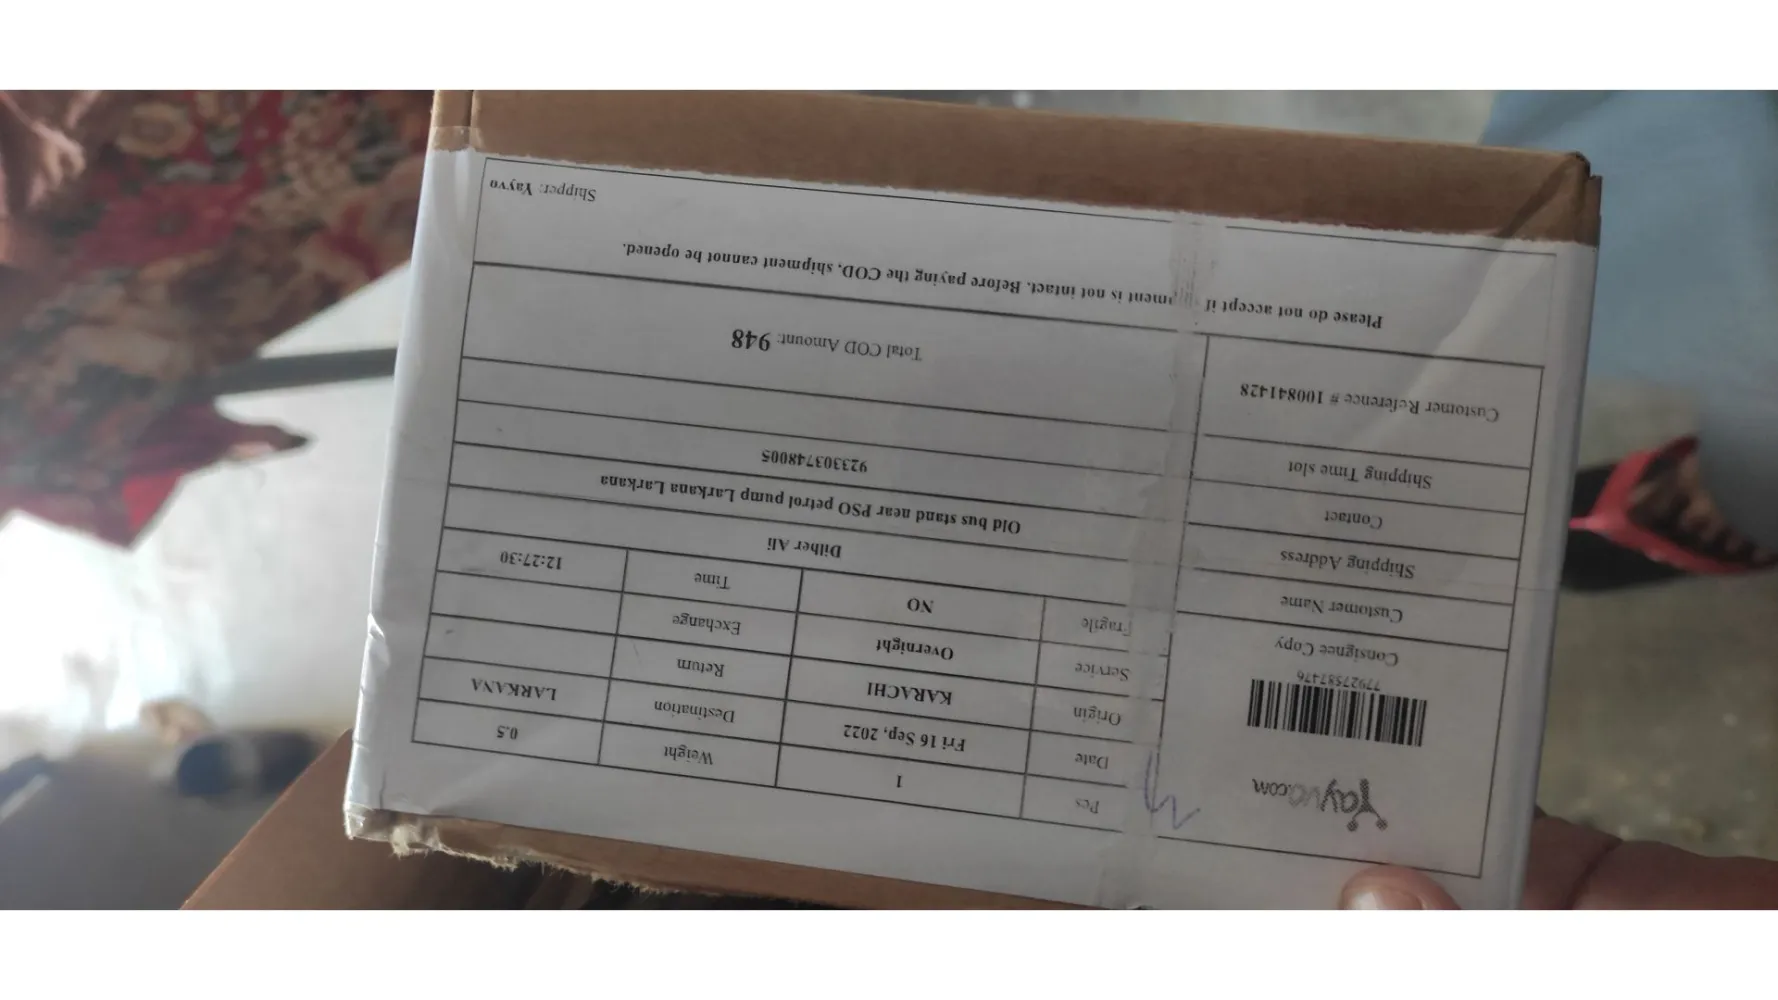 Yayvo.com
779275874​76
Consignee Copy
Pcs 1 Weight 0.5
Date Fri 16 Sep, 2022 Destination LARKANA
Origin KARACHI Return
Service Overnight Exchange
Fragile NO Time 12:27:30
Customer Name Dilber Ali
Shipping Address Old bus stand near PSO petrol pump Larkana Larkana
Contact 923303748005
Shipping Time slot
Customer Reference # 100841428 Total COD Amount: 948
Please do not accept if ment is not intact. Before paying the COD, shipment cannot be opened.
Shipper: Yayvo